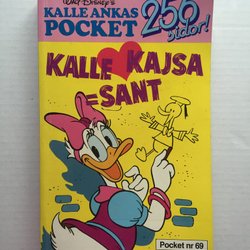 WALT DISNEY'S
KALLE ANKAS
POCKET
256
sidor!
KALLE KAJSA
=SANT
Pocket nr 69